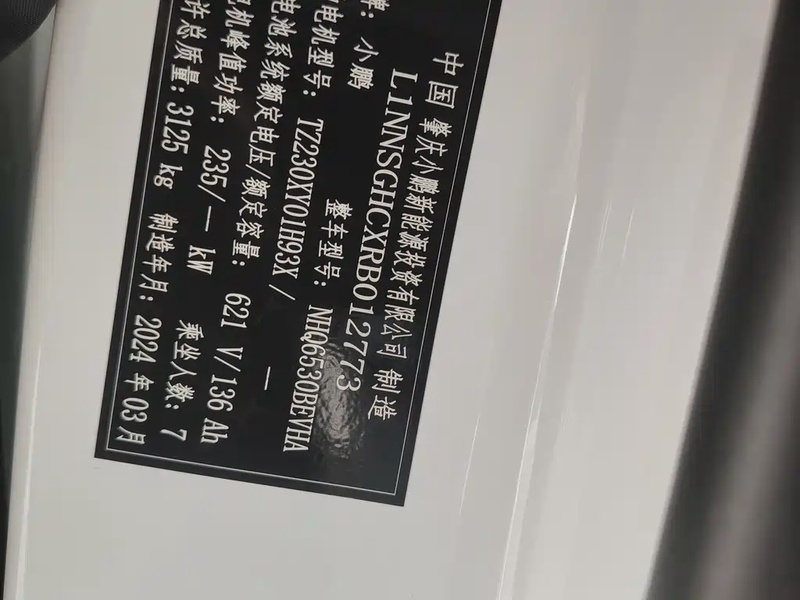 中国 肇庆小鹏新能源投资有限公司 制造
L1NNSGHCXRB012773
牌: 小鹏 整车型号: NHQ6530BEVHA
电机型号: TZ230XY01H93X / —
电池系统额定电压/额定容量: 621 V/136 Ah
机峰值功率: 235/— kW 乘坐人数: 7
许总质量: 3125 kg 制造年月: 2024 年 03月